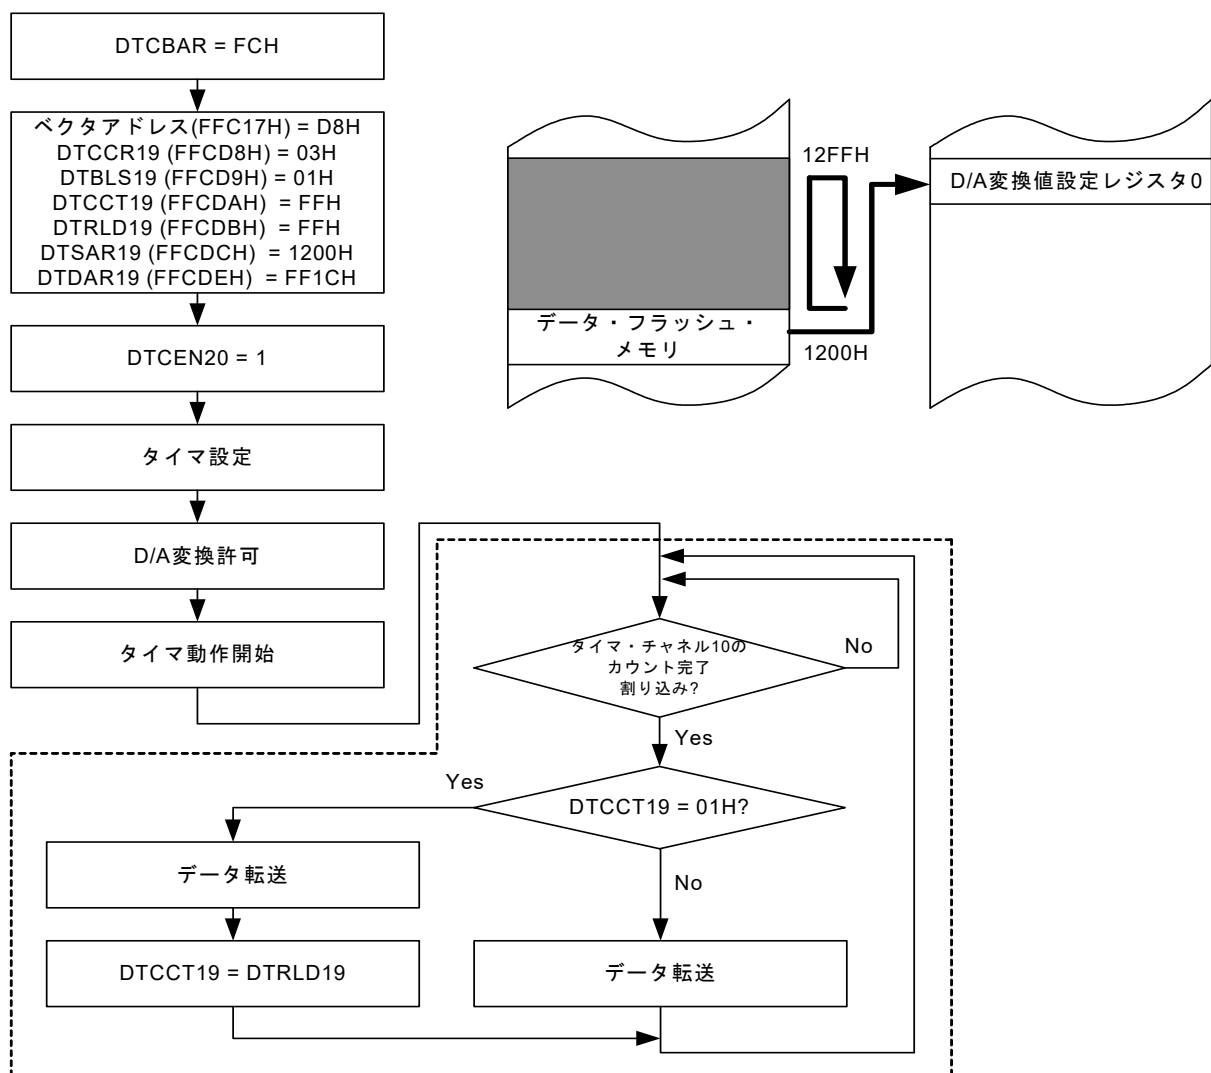 DTCBAR = FCH
ベクタアドレス(FFC17H) = D8H
DTCCR19 (FFCD8H) = 03H
DTBLS19 (FFCD9H) = 01H
DTCCT19 (FFCDAH) = FFH
DTRLD19 (FFCDBH) = FFH
DTSAR19 (FFCDCH) = 1200H
DTDAR19 (FFCDEH) = FF1CH
DTCEN20 = 1
タイマ設定
D/A変換許可
タイマ動作開始
12FFH
D/A変換値設定レジスタ0
データ・フラッシュ・
メモリ
1200H
タイマ・チャネル10の
カウント完了
割り込み?
No
Yes
DTCCT19 = 01H?
Yes
No
データ転送
DTCCT19 = DTRLD19
データ転送